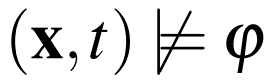 (𝐱, 𝑡) ⊭ 𝝋